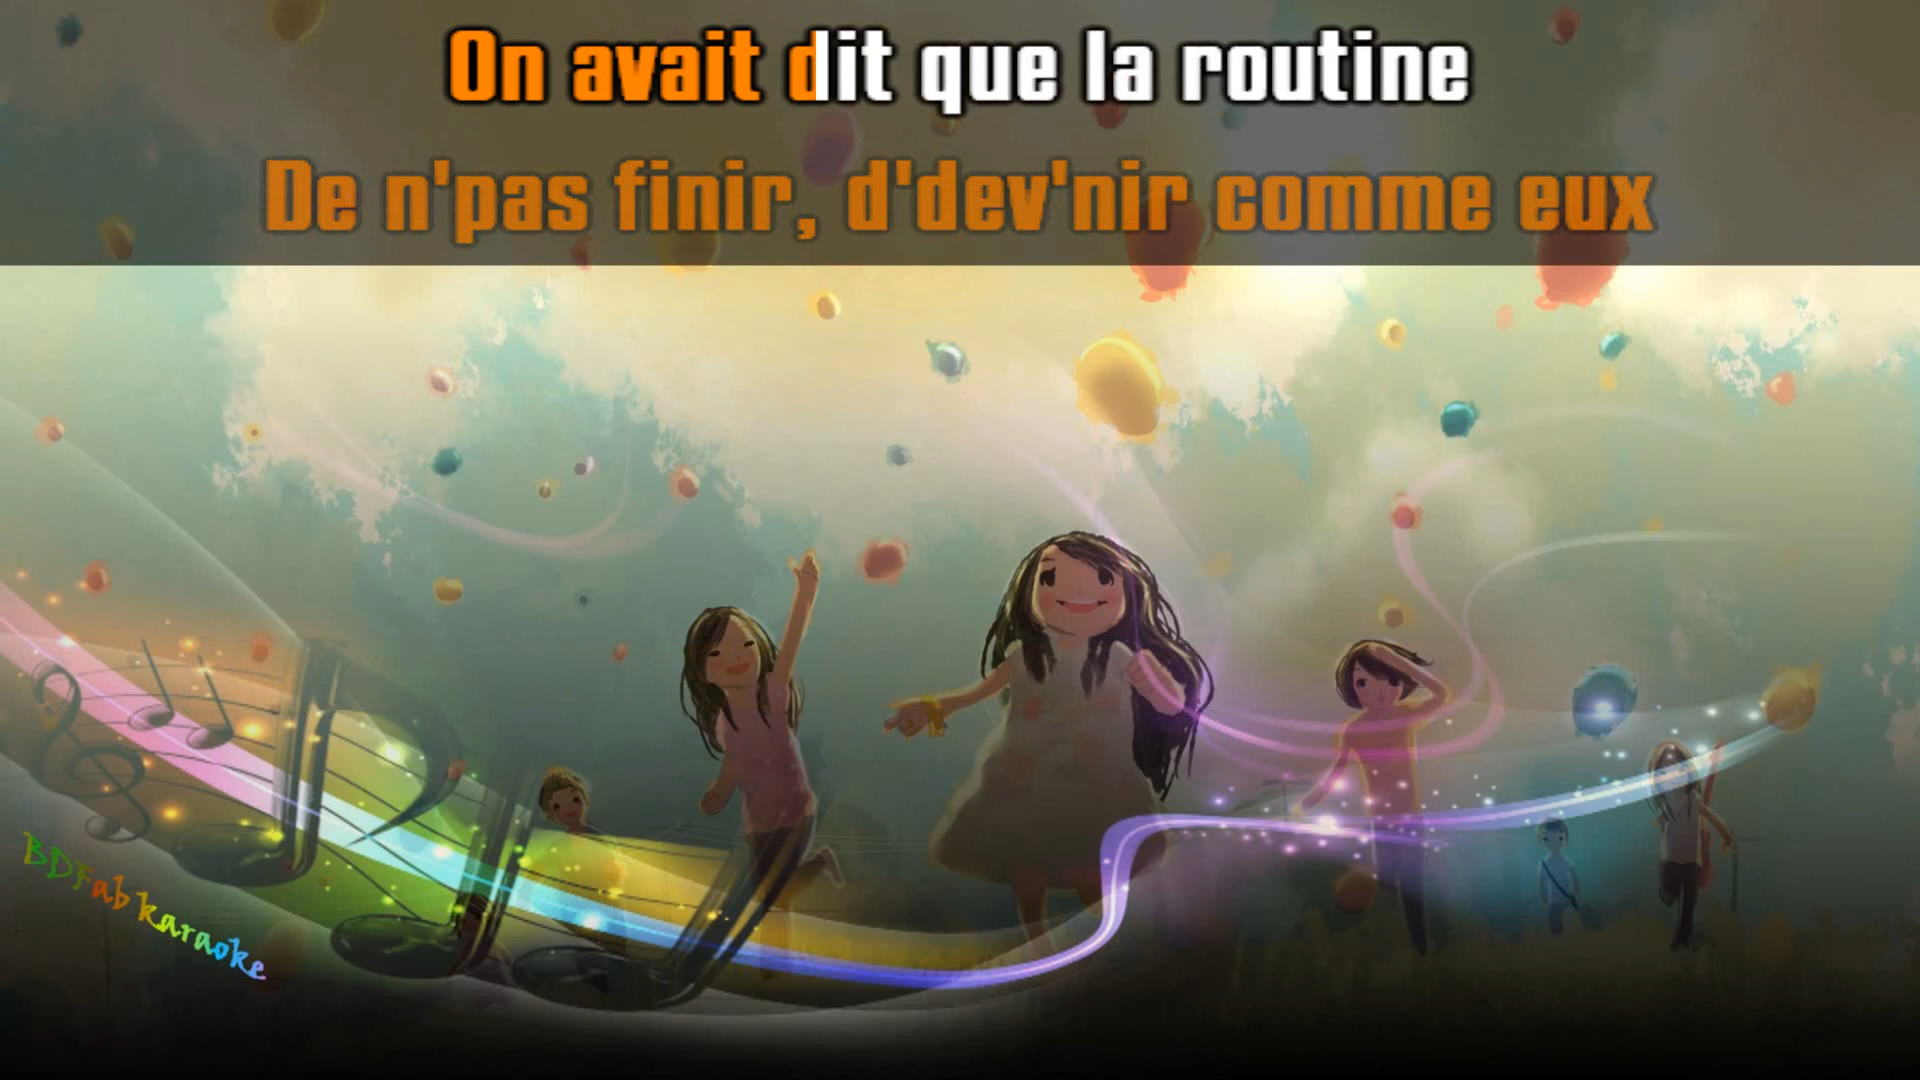 On avait dit que la routine
De n'pas finir, d'dev'nir comme eux
BDFab karaoke